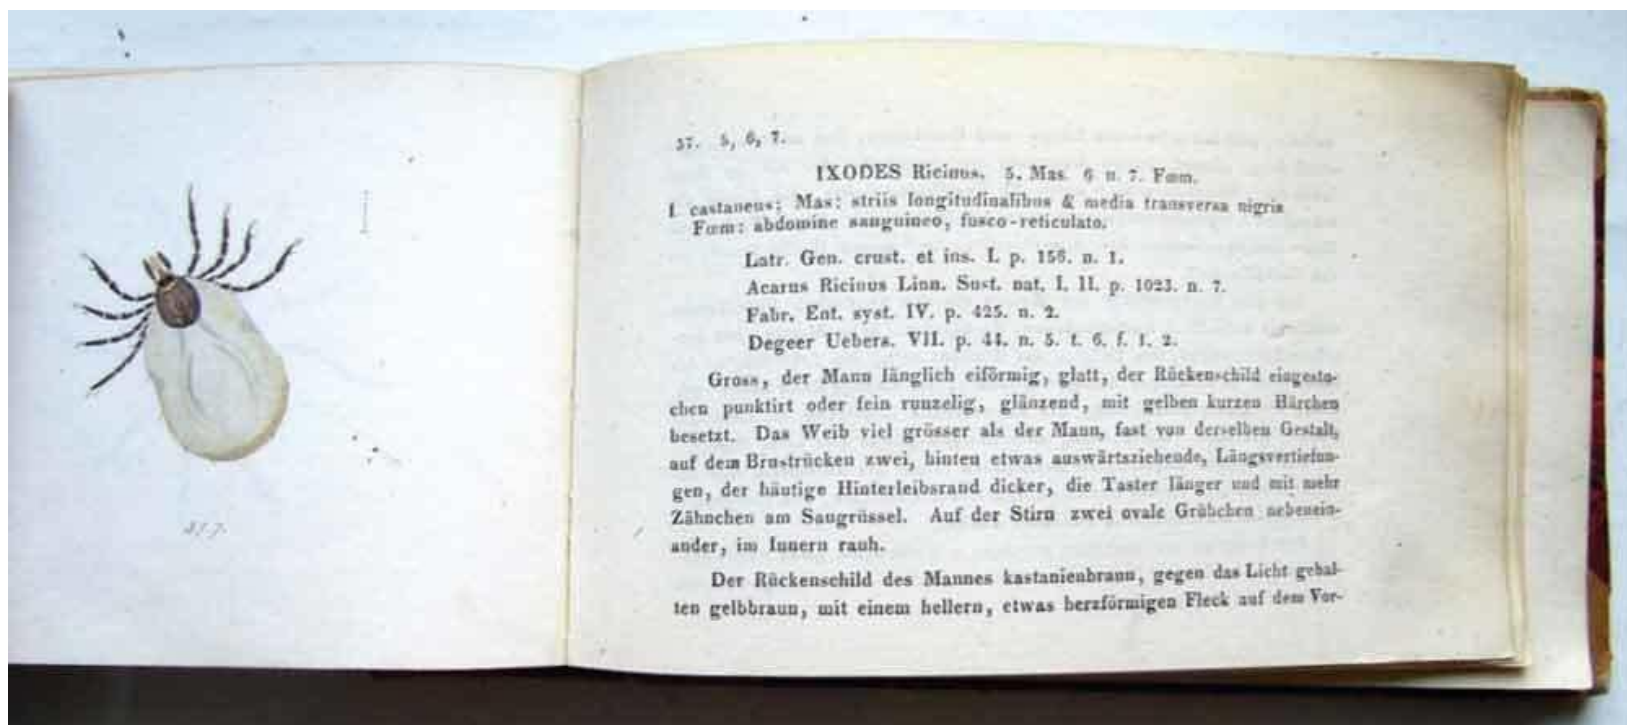 37. 7.
37. 5, 6, 7.
IXODES Ricinus. 5. Mas. 6 u. 7. Fœm.
I. castaneus; Mas: striis longitudinalibus & media transversa nigris
Fœm: abdomine sanguineo, fusco-reticulato.
Latr. Gen. crust. et ins. I. p. 156. n. 1.
Acarus Ricinus Linn. Syst. nat. I. II. p. 1023. n. 7.
Fabr. Ent. syst. IV. p. 425. n. 2.
Degeer Uebers. VII. p. 44. n. 5. t. 6. f. 1. 2.
Gross, der Mann länglich eiförmig, glatt, der Rückenschild eingesto-
chen punktirt oder fein runzelig, glänzend, mit gelben kurzen Härchen
besetzt. Das Weib viel grösser als der Mann, fast von derselben Gestalt,
auf dem Brustrücken zwei, hinten etwas auswärtsziehende, Längsvertiefun-
gen, der häutige Hinterleibsrand dicker, die Taster länger und mit mehr
Zähnchen am Saugrüssel. Auf der Stirn zwei ovale Grübchen nebenein-
ander, im Innern rauh.
Der Rückenschild des Mannes kastanienbraun, gegen das Licht gehal-
ten gelbbraun, mit einem hellern, etwas herzförmigen Fleck auf dem Vor-